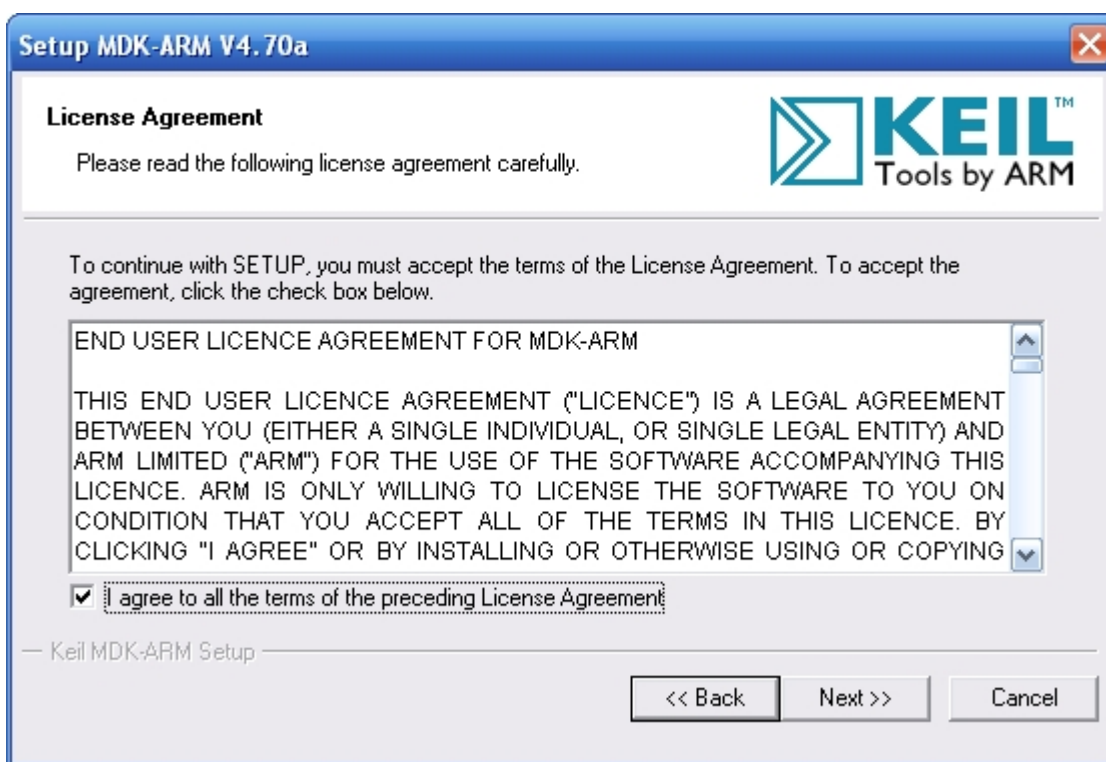 Setup MDK-ARM V4.70a
License Agreement
Please read the following license agreement carefully.
KEIL™
Tools by ARM
To continue with SETUP, you must accept the terms of the License Agreement. To accept the
agreement, click the check box below.
END USER LICENCE AGREEMENT FOR MDK-ARM
THIS END USER LICENCE AGREEMENT ("LICENCE") IS A LEGAL AGREEMENT
BETWEEN YOU (EITHER A SINGLE INDIVIDUAL, OR SINGLE LEGAL ENTITY) AND
ARM LIMITED ("ARM") FOR THE USE OF THE SOFTWARE ACCOMPANYING THIS
LICENCE. ARM IS ONLY WILLING TO LICENSE THE SOFTWARE TO YOU ON
CONDITION THAT YOU ACCEPT ALL OF THE TERMS IN THIS LICENCE. BY
CLICKING "I AGREE" OR BY INSTALLING OR OTHERWISE USING OR COPYING
I agree to all the terms of the preceding License Agreement
Keil MDK-ARM Setup
<< Back Next >> Cancel